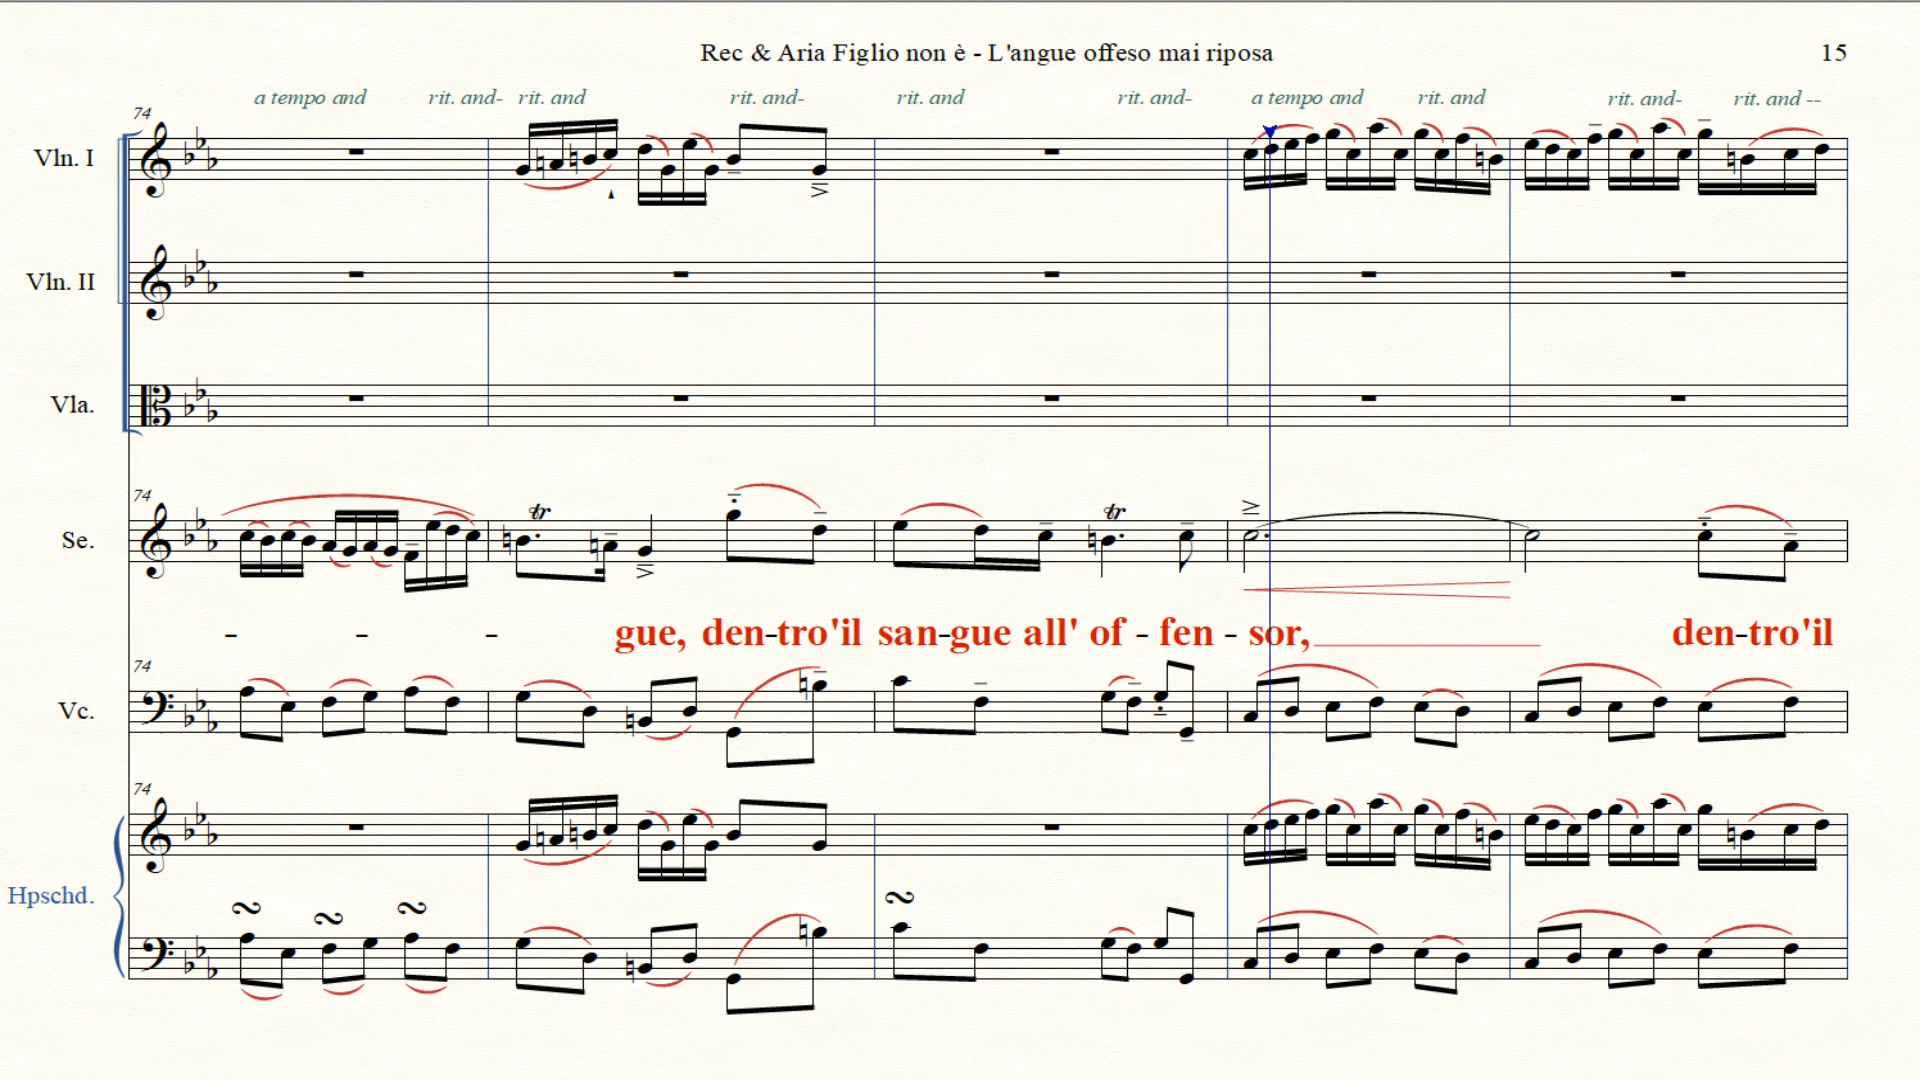 Rec & Aria Figlio non è - L'angue offeso mai riposa 15
a tempo and rit. and- rit. and rit. and- rit. and rit. and- a tempo and rit. and rit. and- rit. and --
74
Vln. I
Vln. II
Vla.
74
tr tr
Se.
- - - gue, den-tro'il san-gue all' of - fen - sor, den-tro'il
74
Vc.
74
Hpschd.